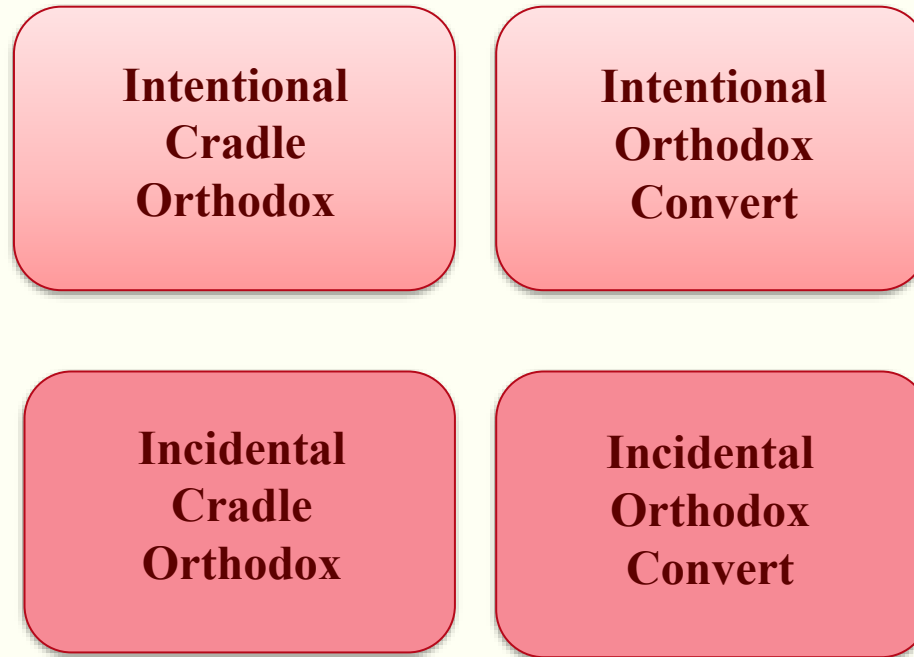 Intentional
Cradle
Orthodox
Intentional
Orthodox
Convert
Incidental
Cradle
Orthodox
Incidental
Orthodox
Convert